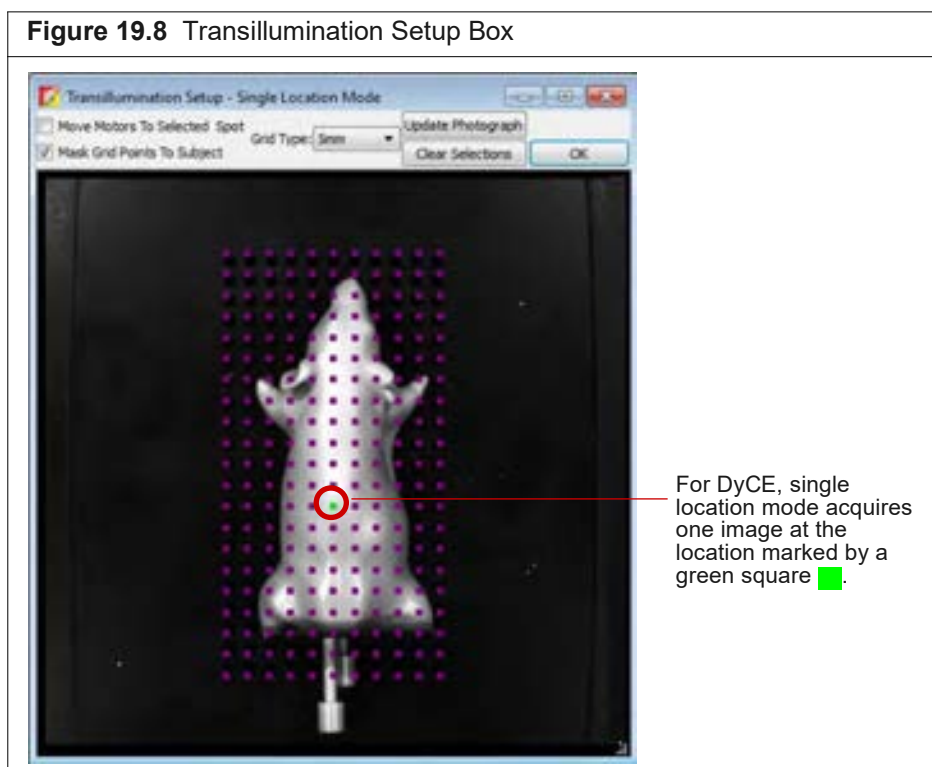 Figure 19.8 Transillumination Setup Box
Transillumination Setup - Single Location Mode
Move Motors To Selected Spot
Grid Type: 5mm
Update Photograph
Mask Grid Points To Subject
Clear Selections
OK
For DyCE, single
location mode acquires
one image at the
location marked by a
green square .